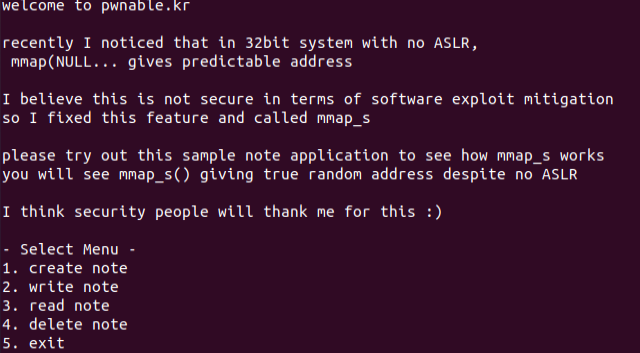 welcome to pwnable.kr
recently I noticed that in 32bit system with no ASLR,
mmap(NULL... gives predictable address
I believe this is not secure in terms of software exploit mitigation
so I fixed this feature and called mmap_s
please try out this sample note application to see how mmap_s works
you will see mmap_s() giving true random address despite no ASLR
I think security people will thank me for this :)
- Select Menu -
1. create note
2. write note
3. read note
4. delete note
5. exit